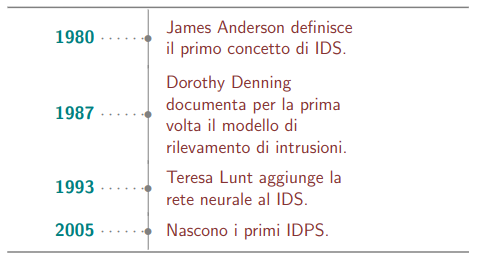 1980 James Anderson definisce
il primo concetto di IDS.
1987 Dorothy Denning
documenta per la prima
volta il modello di
rilevamento di intrusioni.
1993 Teresa Lunt aggiunge la
rete neurale al IDS.
2005 Nascono i primi IDPS.